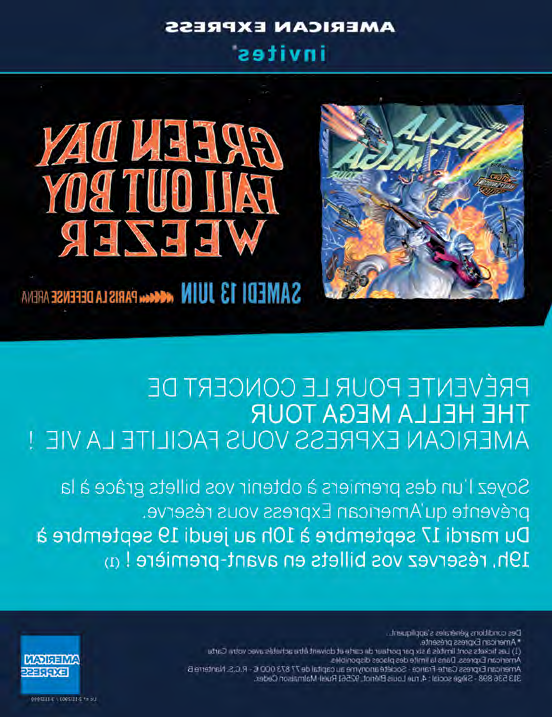 AMERICAN EXPRESS
invites*
THE
HELLA
MEGA
TOUR
GREEN DAY
FALL OUT BOY
WEEZER
SAMEDI 13 JUIN
PARIS LA DEFENSE ARENA
PRÉVENTE POUR LE CONCERT DE
THE HELLA MEGA TOUR
AMERICAN EXPRESS VOUS FACILITE LA VIE !
Soyez l'un des premiers à obtenir vos billets grâce à la
prévente qu'American Express vous réserve.
Du mardi 17 septembre à 10h au jeudi 19 septembre à
19h, réservez vos billets en avant-première ! (1)
Des conditions générales s'appliquent.
*American Express présente.
(1) Les tickets sont limités à six par porteur de carte et doivent être achetés avec votre Carte
American Express. Dans la limite des places disponibles.
American Express Carte-France - Société anonyme au capital de 77 873 000 € - R.C.S. Nanterre B
313 536 898 - Siège social : 4, rue Louis Blériot, 92561 Rueil-Malmaison Cedex.
AMERICAN
EXPRESS